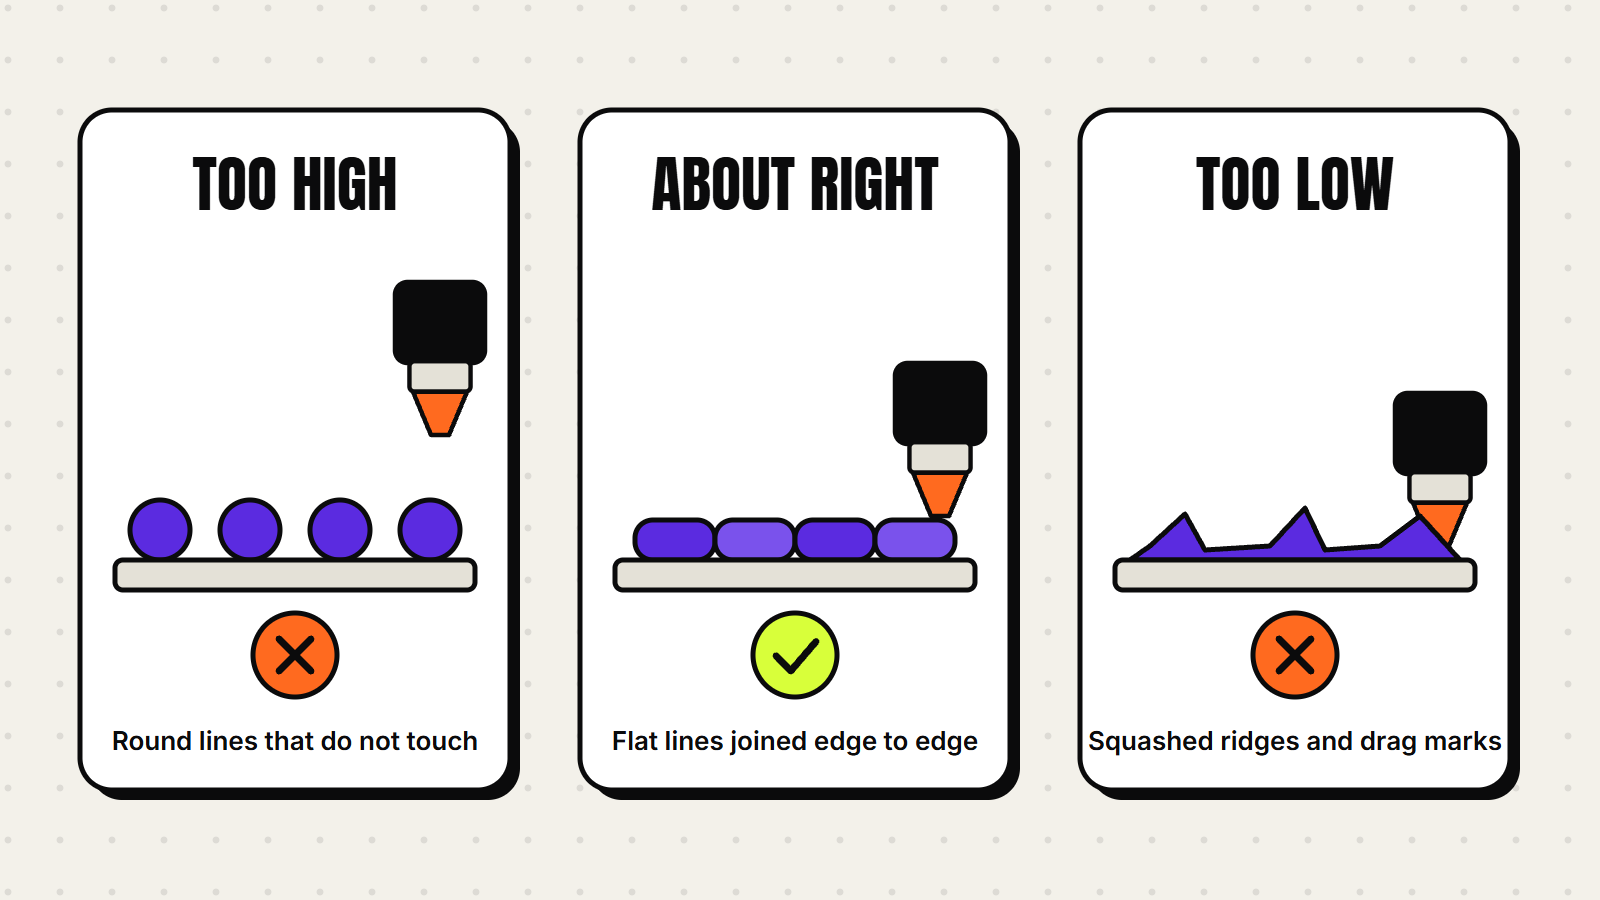 TOO HIGH
Round lines that do not touch
ABOUT RIGHT
Flat lines joined edge to edge
TOO LOW
Squashed ridges and drag marks